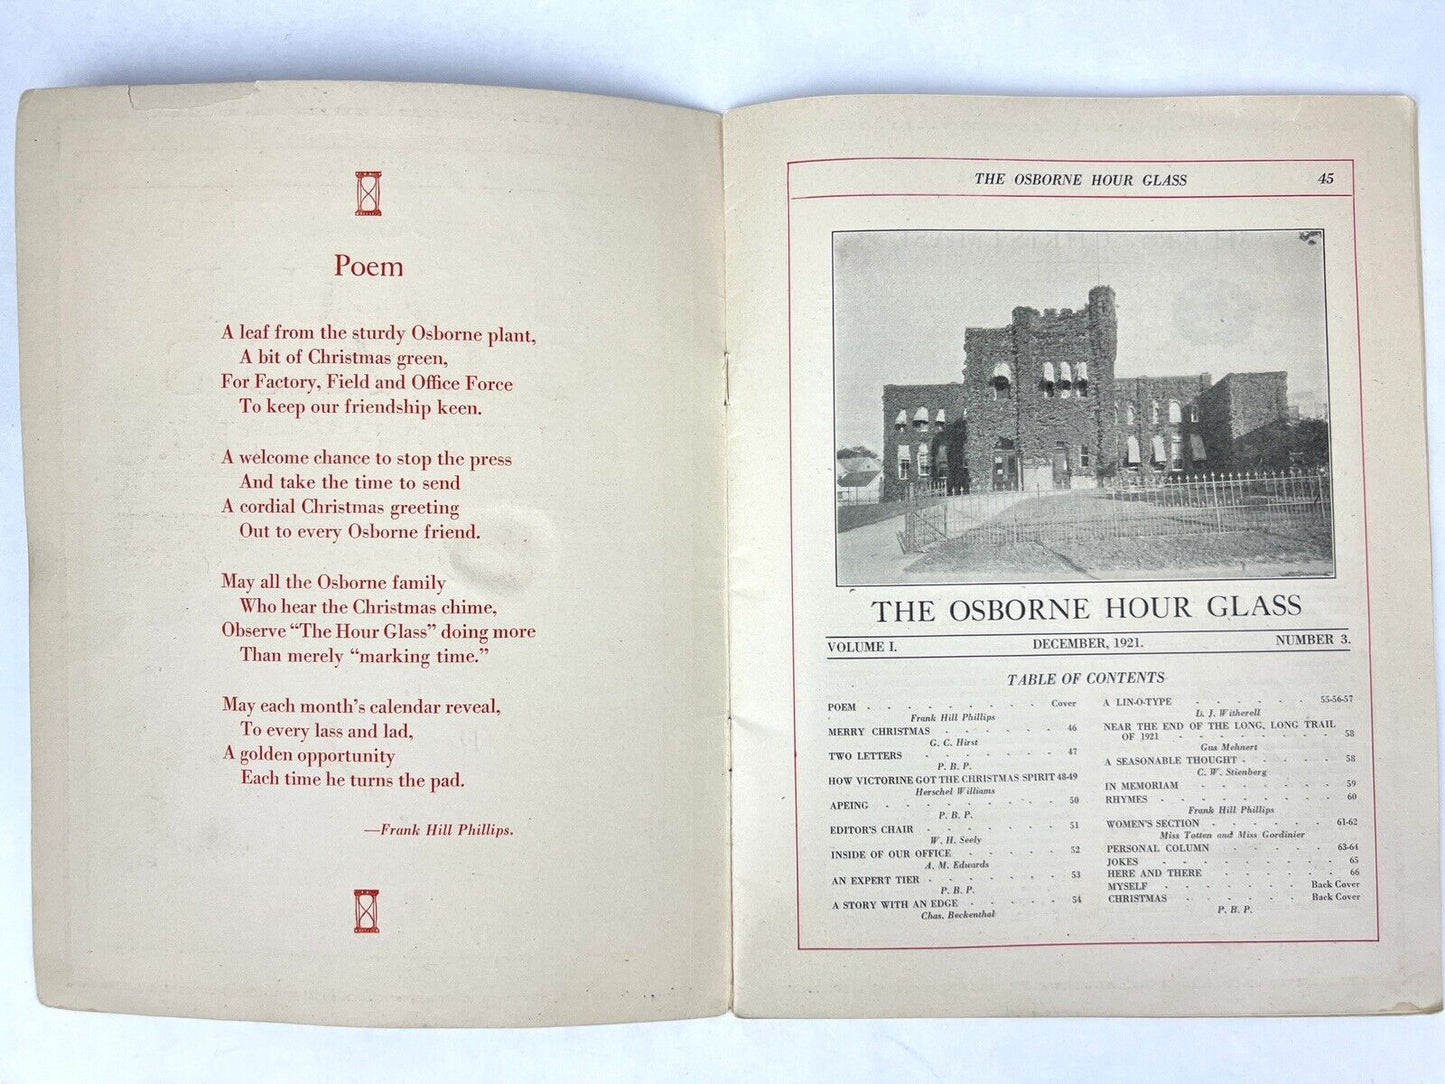 Poem
A leaf from the sturdy Osborne plant,
A bit of Christmas green,
For Factory, Field and Office Force
To keep our friendship keen.
A welcome chance to stop the press
And take the time to send
A cordial Christmas greeting
Out to every Osborne friend.
May all the Osborne family
Who hear the Christmas chime,
Observe “The Hour Glass” doing more
Than merely “marking time.”
May each month's calendar reveal,
To every lass and lad,
A golden opportunity
Each time he turns the pad.
—Frank Hill Phillips.
THE OSBORNE HOUR GLASS 45
THE OSBORNE HOUR GLASS
VOLUME I. DECEMBER, 1921. NUMBER 3.
TABLE OF CONTENTS
POEM - - - - - - - - - Cover
Frank Hill Phillips
MERRY CHRISTMAS - - - - - - 46
G. C. Hirst
TWO LETTERS - - - - - - - 47
P. B. P.
HOW VICTORINE GOT THE CHRISTMAS SPIRIT 48-49
Herschel Williams
APEING - - - - - - - - 50
P. B. P.
EDITOR'S CHAIR - - - - - - 51
W. H. Seely
INSIDE OF OUR OFFICE - - - - - 52
A. M. Edwards
AN EXPERT TIER - - - - - - 53
P. B. P.
A STORY WITH AN EDGE - - - - - 54
Chas. Beckenthal
A LIN-O-TYPE - - - - - - 55-56-57
L. J. Witherell
NEAR THE END OF THE LONG, LONG TRAIL
OF 1921 - - - - - - - - 58
Gus Mehnert
A SEASONABLE THOUGHT - - - - - 58
C. W. Stienberg
IN MEMORIAM - - - - - - - 59
RHYMES - - - - - - - - 60
Frank Hill Phillips
WOMEN'S SECTION - - - - - - 61-62
Miss Totten and Miss Gordinier
PERSONAL COLUMN - - - - - 63-64
JOKES - - - - - - - - 65
HERE AND THERE - - - - - - 66
MYSELF - - - - - - - Back Cover
CHRISTMAS - - - - - Back Cover
P. B. P.